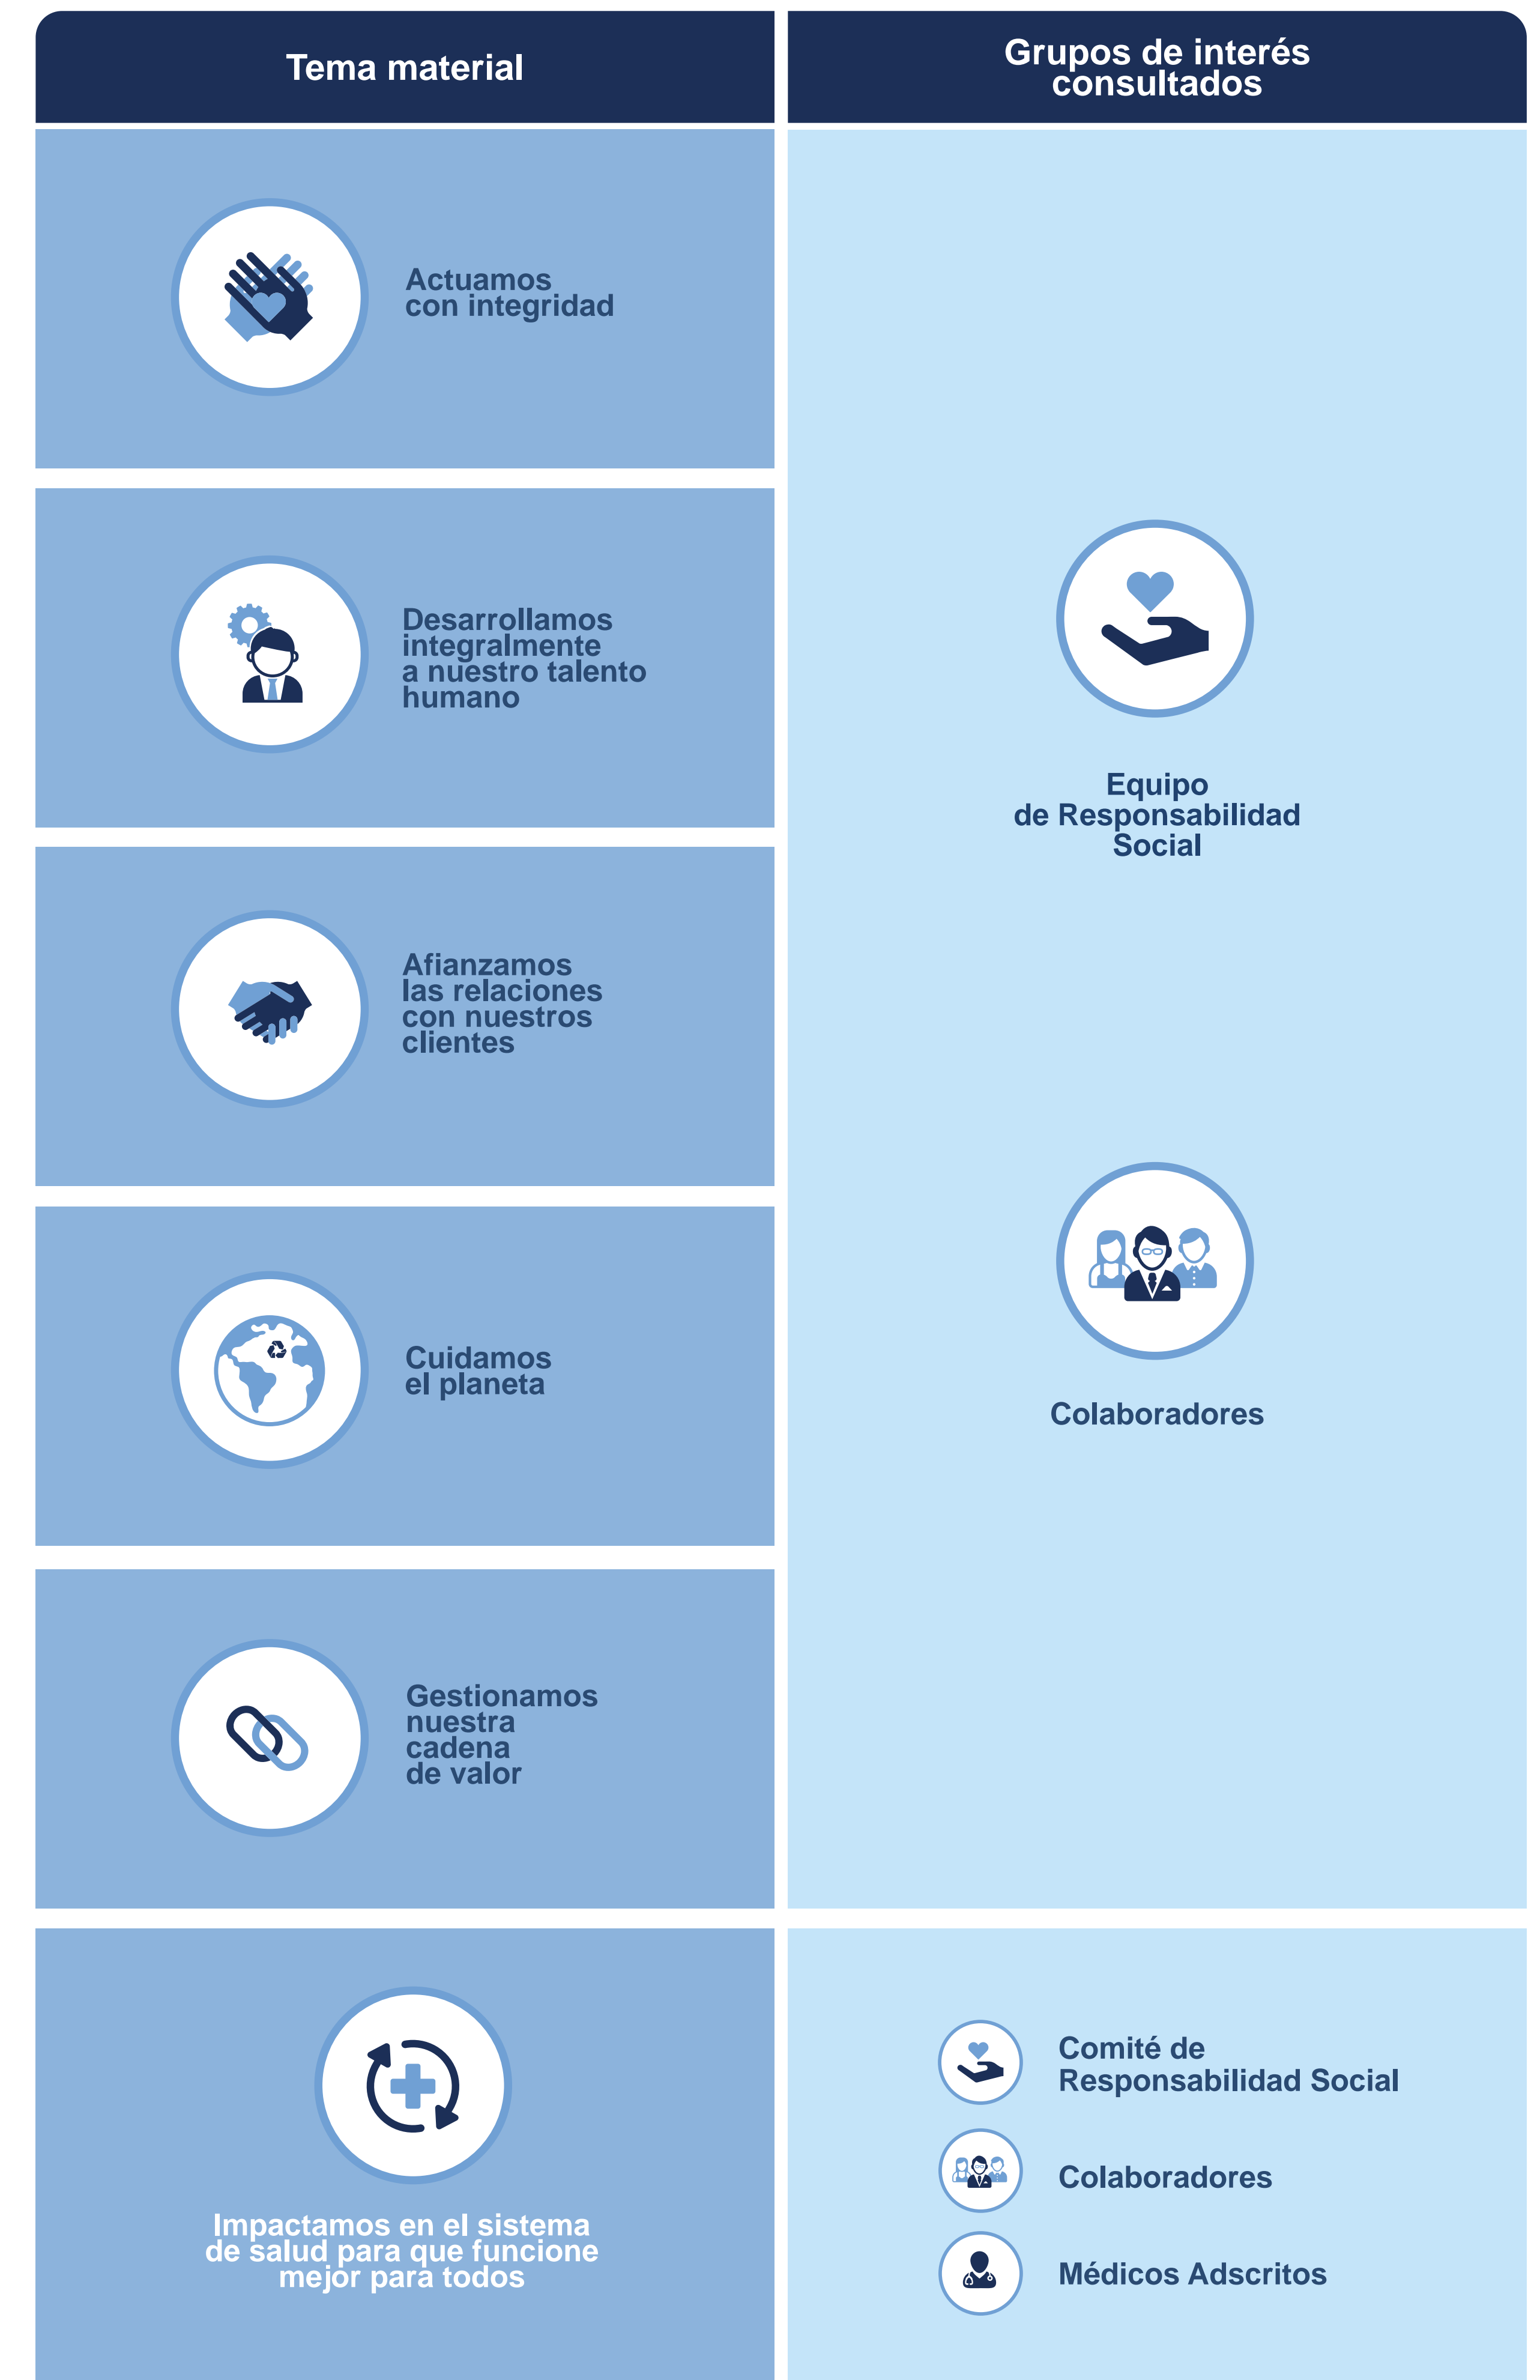 Tema material
Grupos de interés
consultados
Actuamos
con integridad
Desarrollamos
integralmente
a nuestro talento
humano
Afianzamos
las relaciones
con nuestros
clientes
Cuidamos
el planeta
Gestionamos
nuestra
cadena
de valor
Equipo
de Responsabilidad
Social
Colaboradores
Impactamos en el sistema
de salud para que funcione
mejor para todos
Comité de
Responsabilidad Social
Colaboradores
Médicos Adscritos